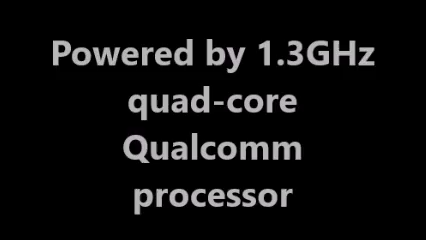 Powered by 1.3GHz
quad-core
Qualcomm
processor